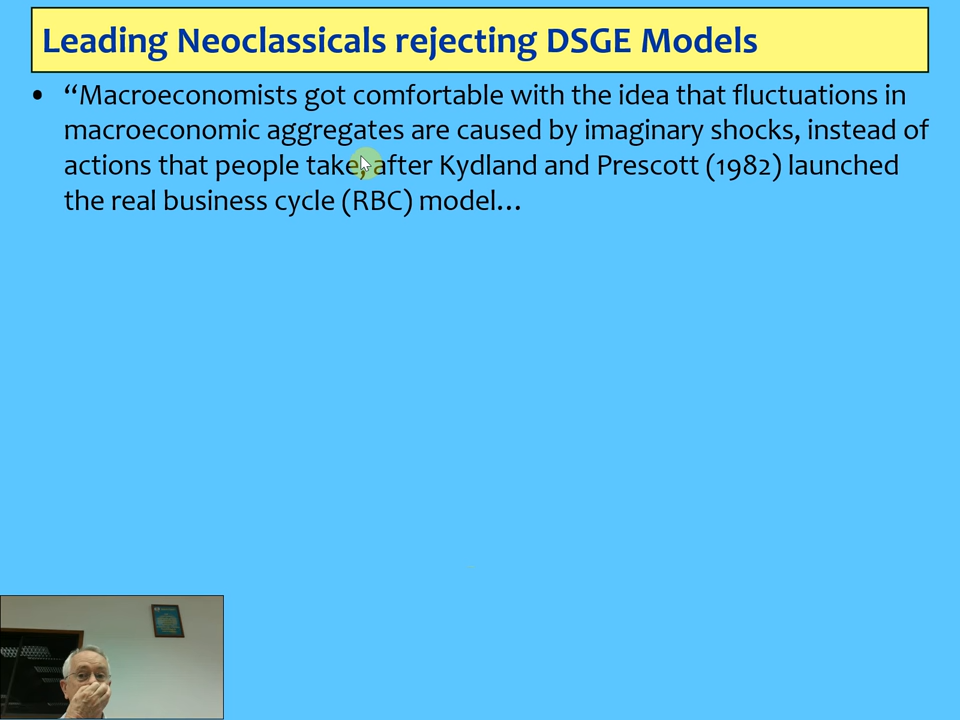 Leading Neoclassicals rejecting DSGE Models
• “Macroeconomists got comfortable with the idea that fluctuations in
macroeconomic aggregates are caused by imaginary shocks, instead of
actions that people take, after Kydland and Prescott (1982) launched
the real business cycle (RBC) model…